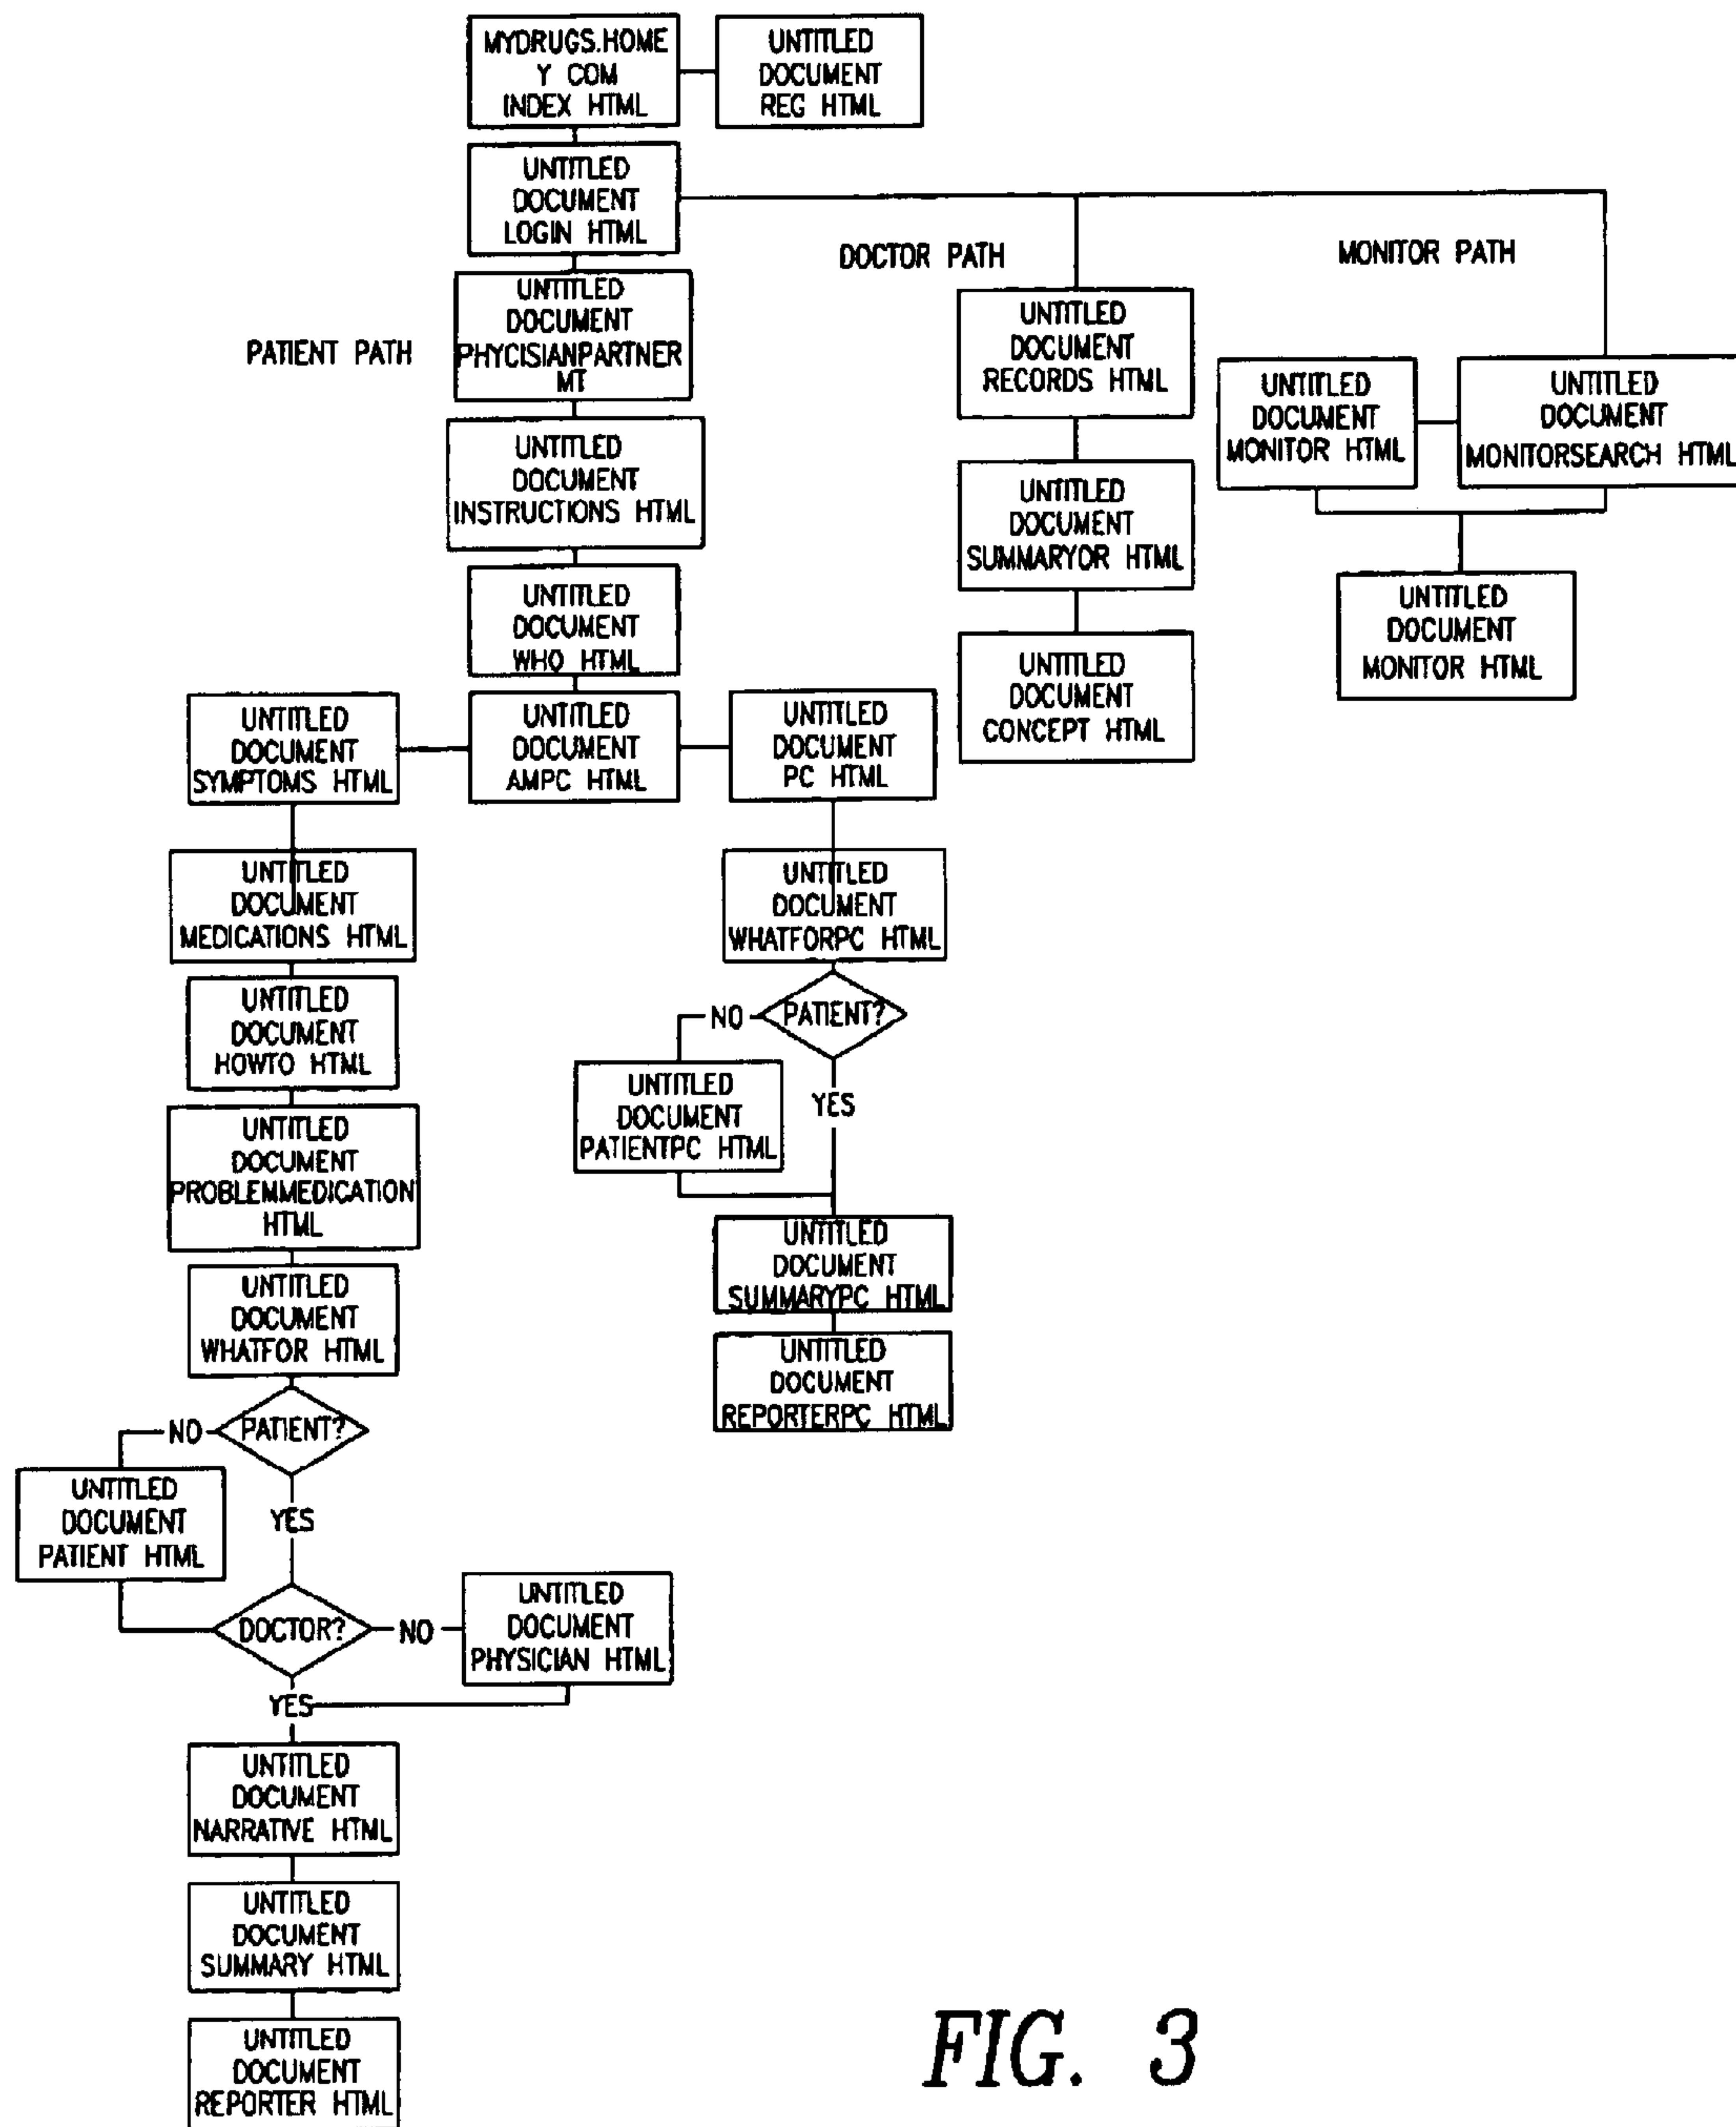 MYDRUGS.HOME
Y COM
INDEX HTML
UNTITLED
DOCUMENT
REG HTML
UNTITLED
DOCUMENT
LOGIN HTML
DOCTOR PATH
MONITOR PATH
PATIENT PATH
UNTITLED
DOCUMENT
PHYCISIANPARTNER
MT
UNTITLED
DOCUMENT
RECORDS HTML
UNTITLED
DOCUMENT
MONITOR HTML
UNTITLED
DOCUMENT
MONITORSEARCH HTML
UNTITLED
DOCUMENT
INSTRUCTIONS HTML
UNTITLED
DOCUMENT
SUMMARYOR HTML
UNTITLED
DOCUMENT
MONITOR HTML
UNTITLED
DOCUMENT
WHO HTML
UNTITLED
DOCUMENT
CONCEPT HTML
UNTITLED
DOCUMENT
SYMPTOMS HTML
UNTITLED
DOCUMENT
AMPC HTML
UNTITLED
DOCUMENT
PC HTML
UNTITLED
DOCUMENT
MEDICATIONS HTML
UNTITLED
DOCUMENT
WHATFORPC HTML
UNTITLED
DOCUMENT
HOWTO HTML
NO
PATIENT?
YES
UNTITLED
DOCUMENT
PATIENTPC HTML
UNTITLED
DOCUMENT
PROBLEMMEDICATION
HTML
UNTITLED
DOCUMENT
SUMMARYPC HTML
UNTITLED
DOCUMENT
WHATFOR HTML
UNTITLED
DOCUMENT
REPORTERPC HTML
NO
PATIENT?
YES
UNTITLED
DOCUMENT
PATIENT HTML
DOCTOR?
NO
UNTITLED
DOCUMENT
PHYSICIAN HTML
YES
UNTITLED
DOCUMENT
NARRATIVE HTML
UNTITLED
DOCUMENT
SUMMARY HTML
UNTITLED
DOCUMENT
REPORTER HTML
FIG. 3